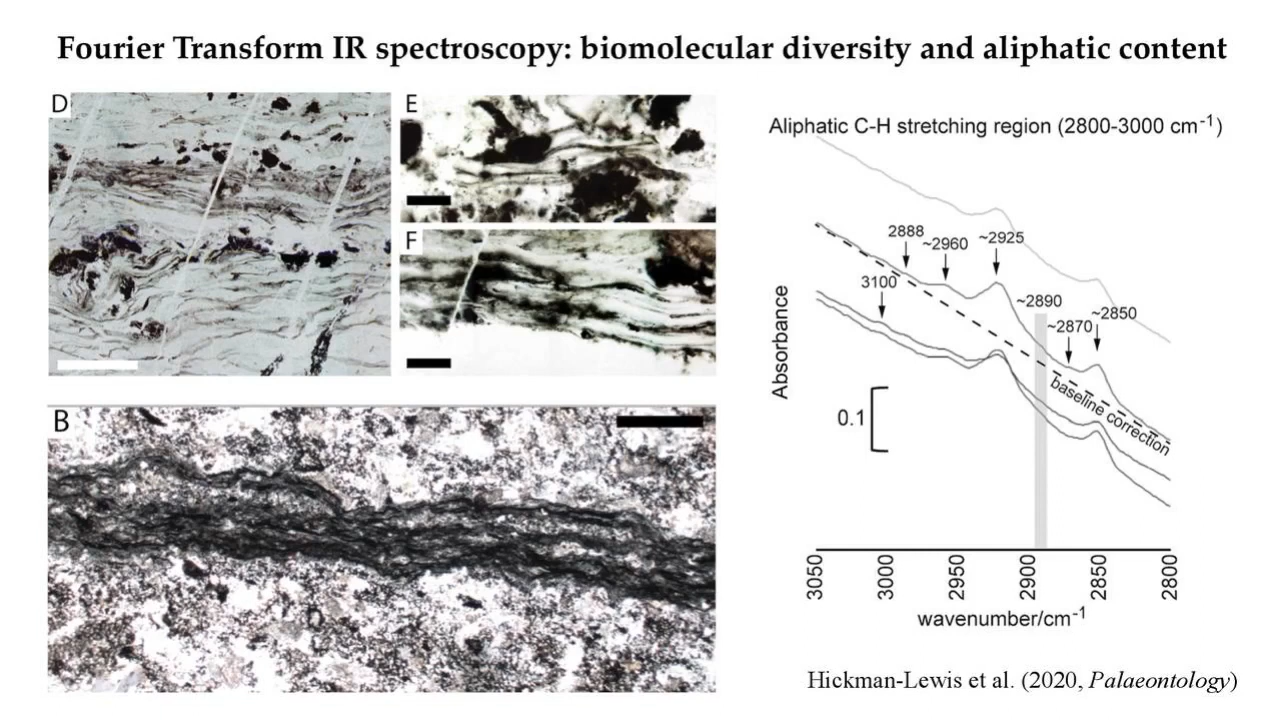 Fourier Transform IR spectroscopy: biomolecular diversity and aliphatic content
D
E
F
B
Aliphatic C-H stretching region (2800-3000 cm-1)
2888
~2960
~2925
3100
~2890
~2870
~2850
baseline correction
Absorbance
0.1
3050
3000
2950
2900
2850
2800
wavenumber/cm-1
Hickman-Lewis et al. (2020, Palaeontology)